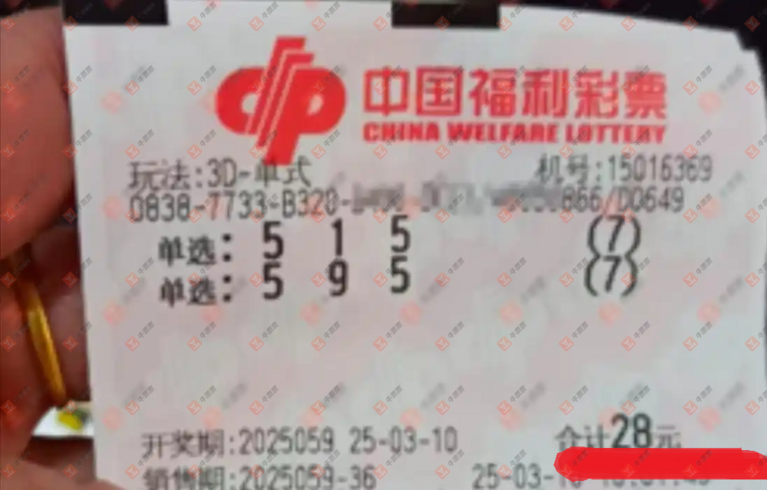 中国福利彩票
CHINA WELFARE LOTTERY
玩法:3D-单式 机号:15016369
0838-7733-B320- 866/D0649
单选: 5 1 5 (7)
单选: 5 9 5 (7)
开奖期:2025059 25-03-10 合计28元
销售期:2025059-36 25-03-10